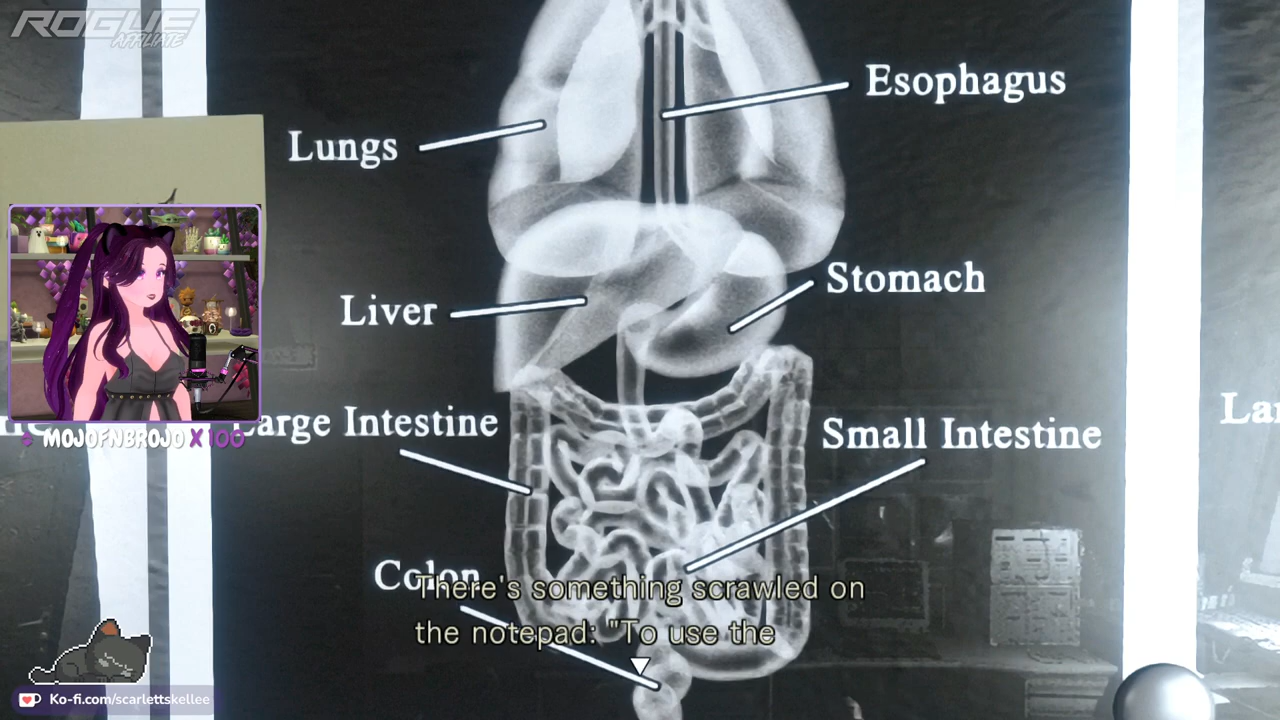 ROGUE
AFFILIATE
Esophagus
Lungs
Stomach
Liver
Large Intestine
Small Intestine
Colon
There's something scrawled on
the notepad: "To use the
MOJOFNBROJO X100
Ko-fi.com/scarlettskellee